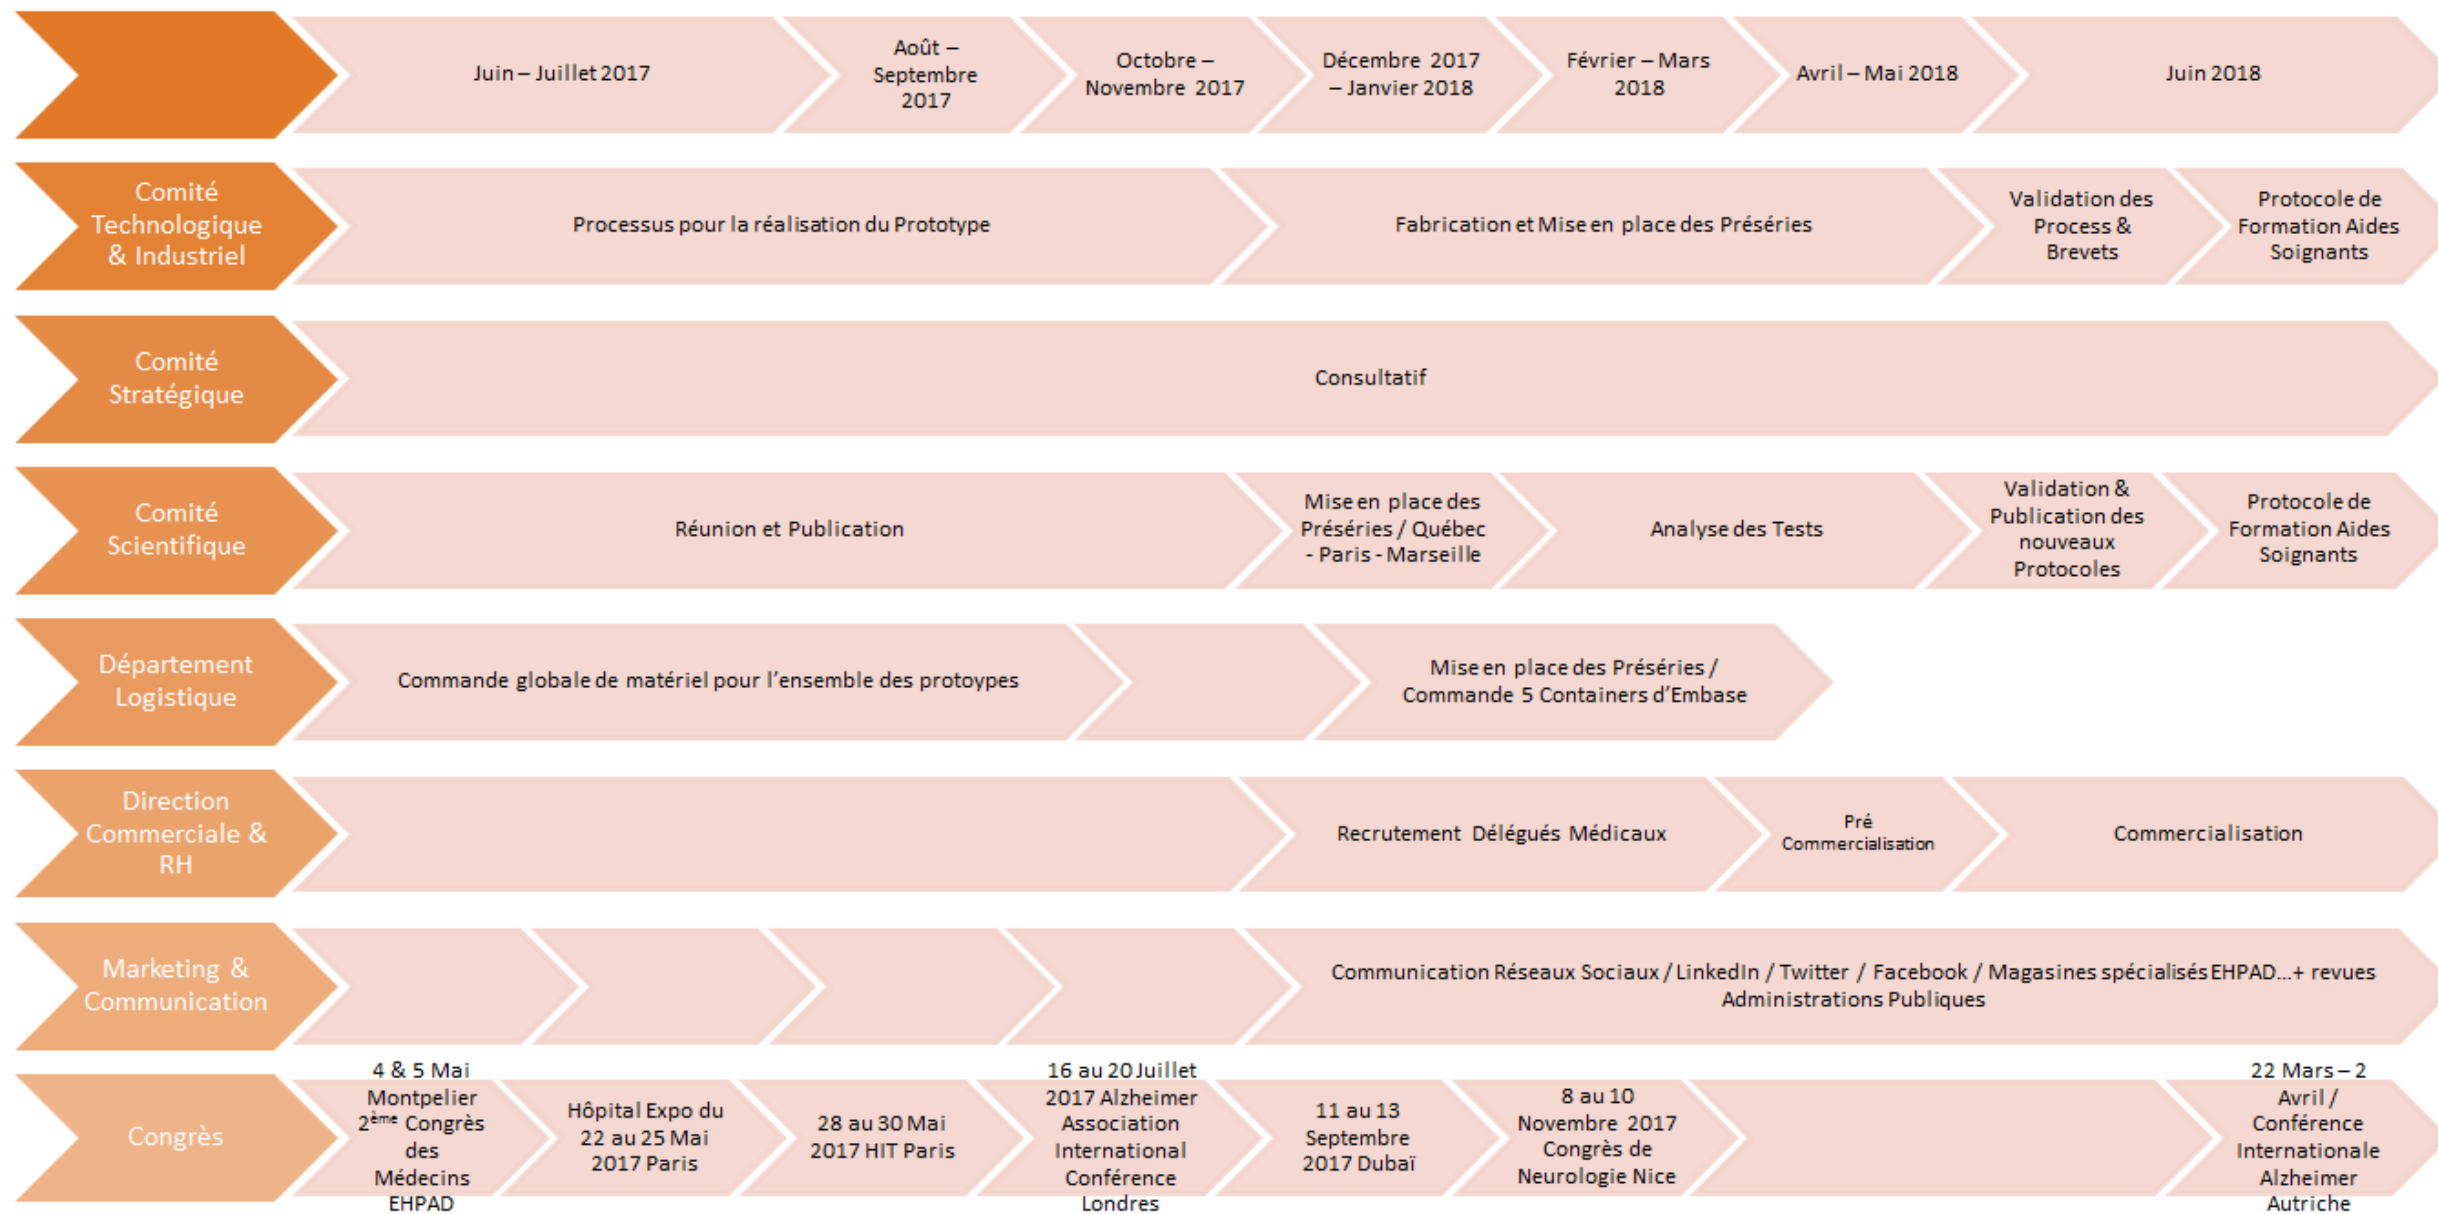 Juin – Juillet 2017
Août –
Septembre
2017
Octobre –
Novembre 2017
Décembre 2017
– Janvier 2018
Février – Mars
2018
Avril – Mai 2018
Juin 2018
Comité
Technologique
& Industriel
Processus pour la réalisation du Prototype
Fabrication et Mise en place des Préséries
Validation des
Process &
Brevets
Protocole de
Formation Aides
Soignants
Comité
Stratégique
Consultatif
Comité
Scientifique
Réunion et Publication
Mise en place des
Préséries / Québec
- Paris - Marseille
Analyse des Tests
Validation &
Publication des
nouveaux
Protocoles
Protocole de
Formation Aides
Soignants
Département
Logistique
Commande globale de matériel pour l’ensemble des protoypes
Mise en place des Préséries /
Commande 5 Containers d’Embase
Direction
Commerciale &
RH
Recrutement Délégués Médicaux
Pré
Commercialisation
Commercialisation
Marketing &
Communication
Communication Réseaux Sociaux / LinkedIn / Twitter / Facebook / Magasines spécialisés EHPAD...+ revues
Administrations Publiques
Congrès
4 & 5 Mai
Montpelier
2ème Congrès
des
Médecins
EHPAD
Hôpital Expo du
22 au 25 Mai
2017 Paris
28 au 30 Mai
2017 HIT Paris
16 au 20 Juillet
2017 Alzheimer
Association
International
Conférence
Londres
11 au 13
Septembre
2017 Dubaï
8 au 10
Novembre 2017
Congrès de
Neurologie Nice
22 Mars – 2
Avril /
Conférence
Internationale
Alzheimer
Autriche